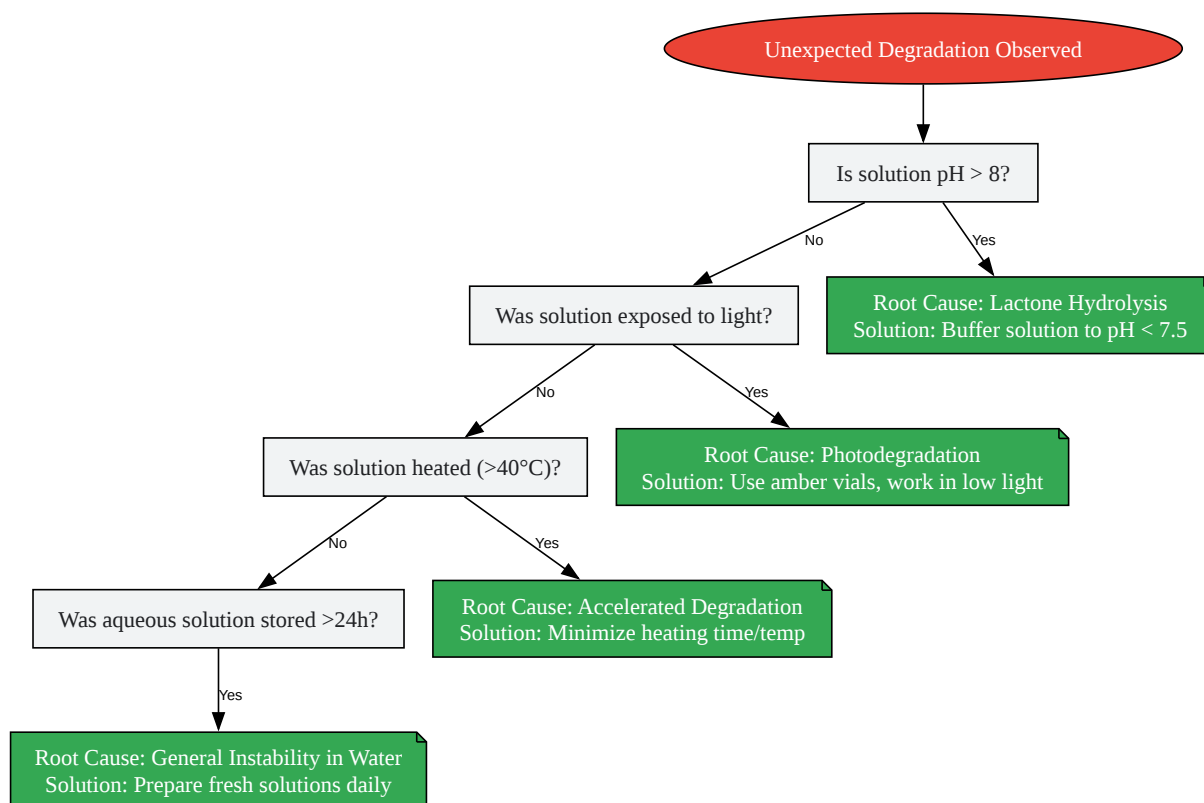 Unexpected Degradation Observed
Is solution pH > 8?
No
Yes
Root Cause: Lactone Hydrolysis
Solution: Buffer solution to pH < 7.5
Was solution exposed to light?
No
Yes
Root Cause: Photodegradation
Solution: Use amber vials, work in low light
Was solution heated (>40°C)?
No
Yes
Root Cause: Accelerated Degradation
Solution: Minimize heating time/temp
Was aqueous solution stored >24h?
Yes
Root Cause: General Instability in Water
Solution: Prepare fresh solutions daily